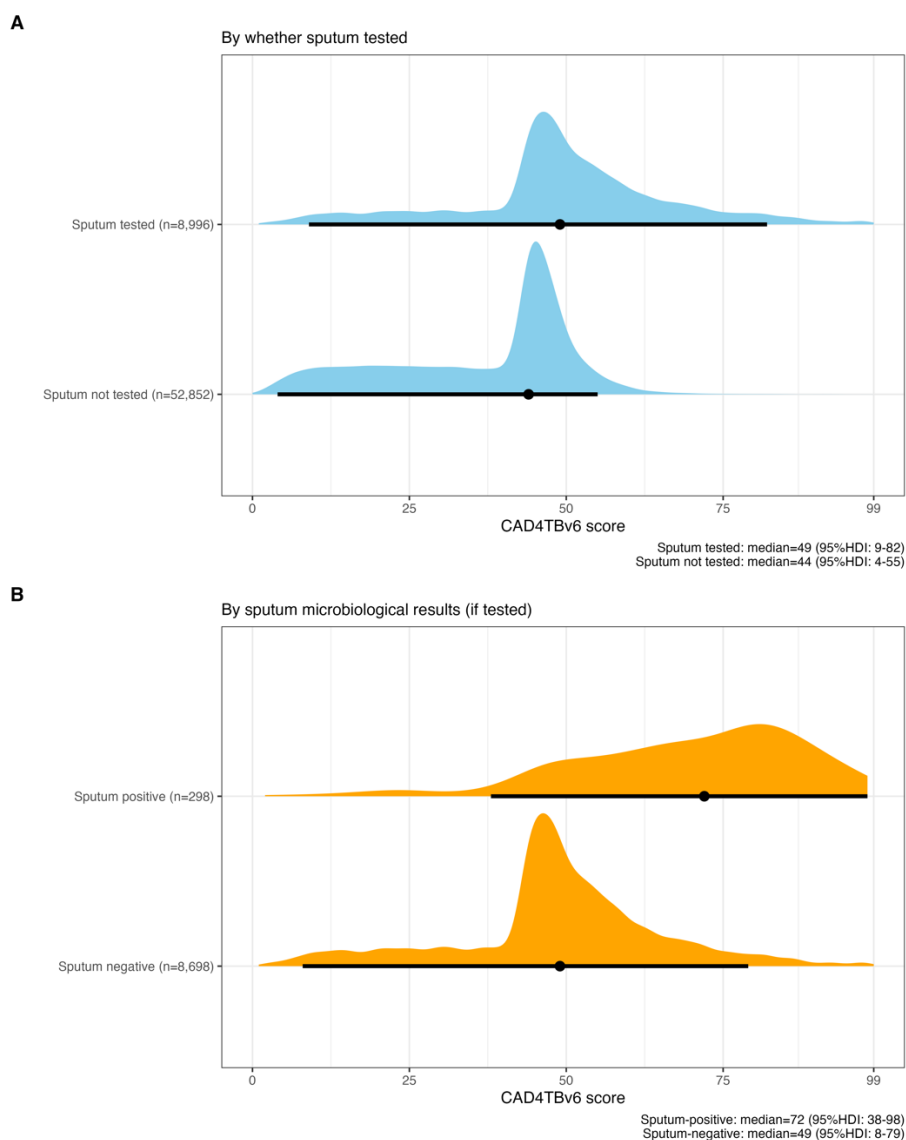 A
By whether sputum tested
Sputum tested (n=8,996)
Sputum not tested (n=52,852)
0 25 50 75 99
CAD4TBv6 score
Sputum tested: median=49 (95%HDI: 9-82)
Sputum not tested: median=44 (95%HDI: 4-55)
B
By sputum microbiological results (if tested)
Sputum positive (n=298)
Sputum negative (n=8,698)
0 25 50 75 99
CAD4TBv6 score
Sputum-positive: median=72 (95%HDI: 38-98)
Sputum-negative: median=49 (95%HDI: 8-79)